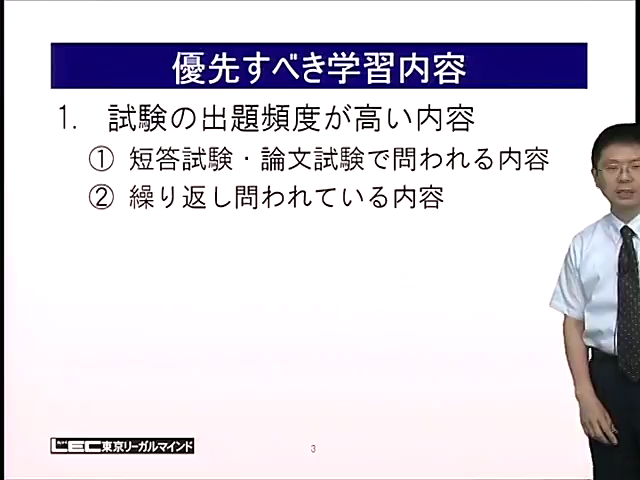 優先すべき学習内容
1. 試験の出題頻度が高い内容
① 短答試験・論文試験で問われる内容
② 繰り返し問われている内容
LEC東京リーガルマインド
3